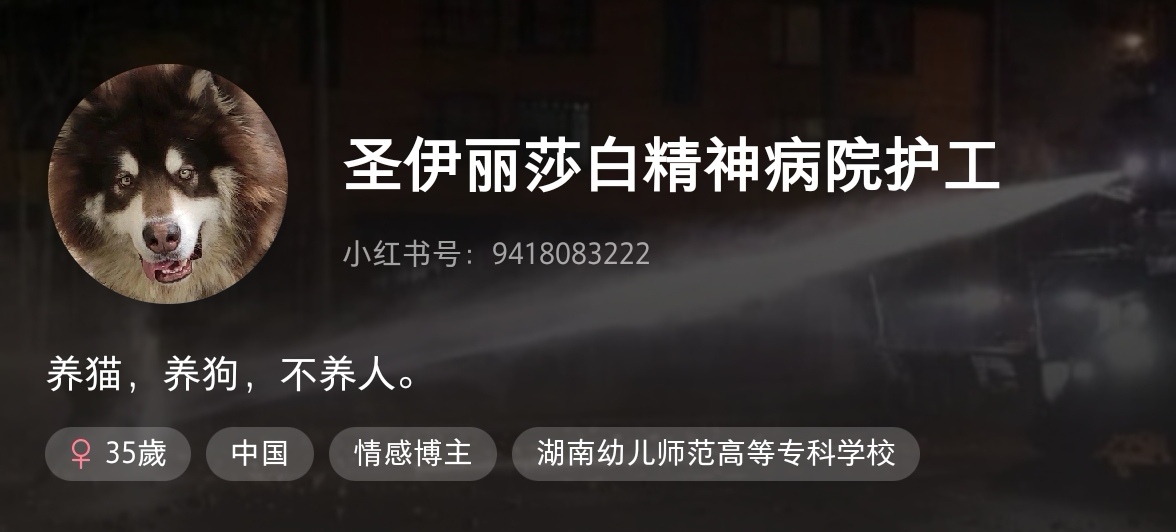 圣伊丽莎白精神病院护工
小红书号：9418083222
养猫，养狗，不养人。
♀ 35歲 中国 情感博主 湖南幼儿师范高等专科学校